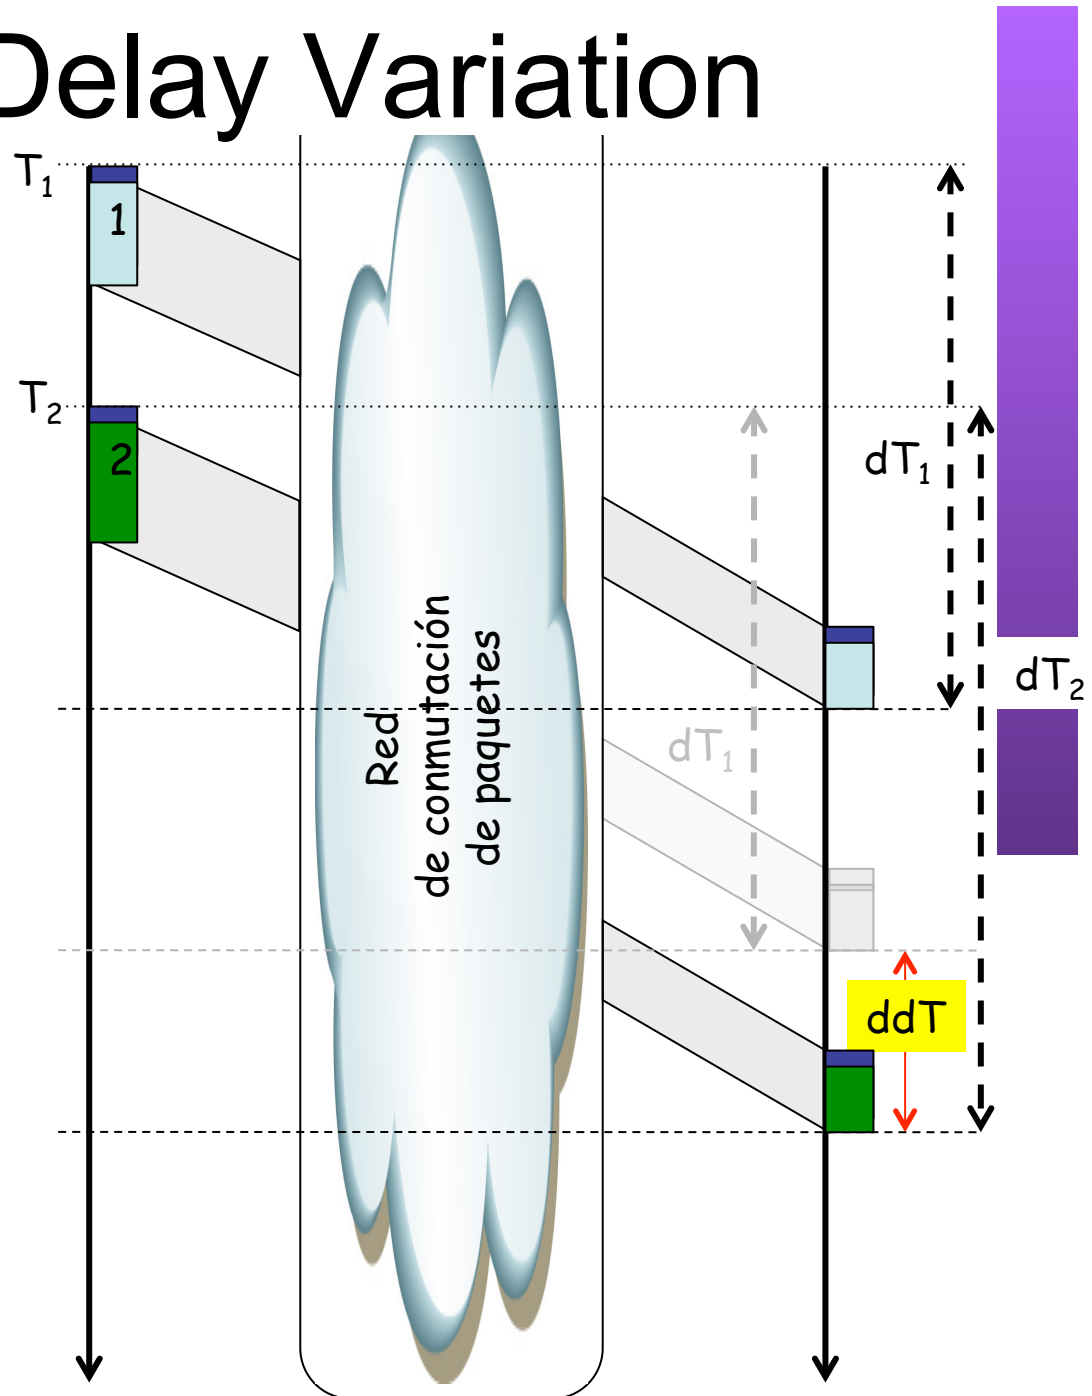 Delay Variation
T₁
1
T₂
2
dT₁
dT₂
Red
de conmutación
de paquetes
dT₁
ddT